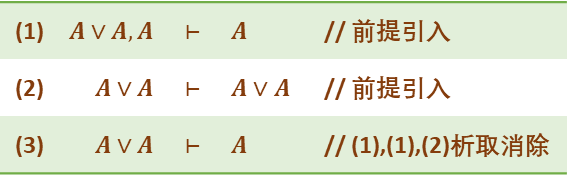 (1) A ∨ A, A ⊢ A // 前提引入
(2) A ∨ A ⊢ A ∨ A // 前提引入
(3) A ∨ A ⊢ A // (1),(1),(2)析取消除